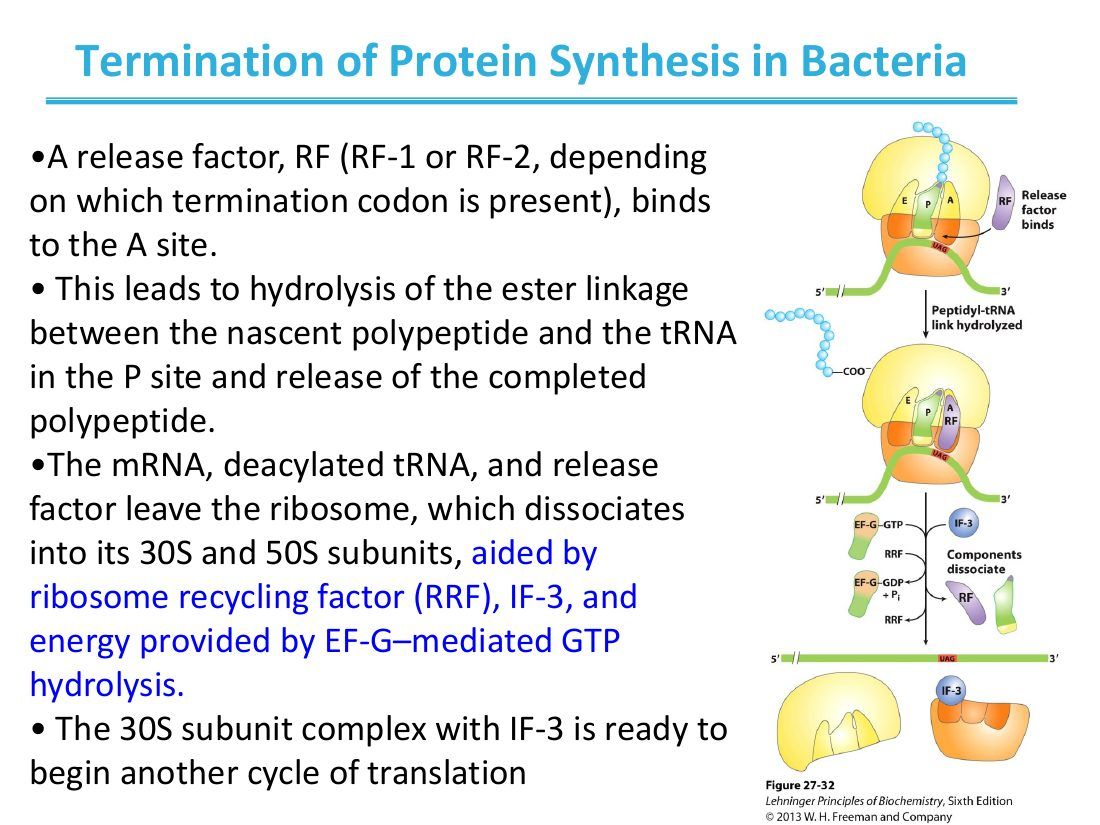 Termination of Protein Synthesis in Bacteria
•A release factor, RF (RF-1 or RF-2, depending
on which termination codon is present), binds
to the A site.
• This leads to hydrolysis of the ester linkage
between the nascent polypeptide and the tRNA
in the P site and release of the completed
polypeptide.
•The mRNA, deacylated tRNA, and release
factor leave the ribosome, which dissociates
into its 30S and 50S subunits, aided by
ribosome recycling factor (RRF), IF-3, and
energy provided by EF-G–mediated GTP
hydrolysis.
• The 30S subunit complex with IF-3 is ready to
begin another cycle of translation
E
P
A
RF
Release
factor
binds
UAG
5′
3′
Peptidyl-tRNA
link hydrolyzed
COO⁻
E
P
A
RF
UAG
5′
3′
EF-G–GTP
IF-3
RRF
Components
dissociate
EF-G–GDP
+ Pi
RF
RRF
5′
UAG
3′
IF-3
Figure 27-32
Lehninger Principles of Biochemistry, Sixth Edition
© 2013 W. H. Freeman and Company